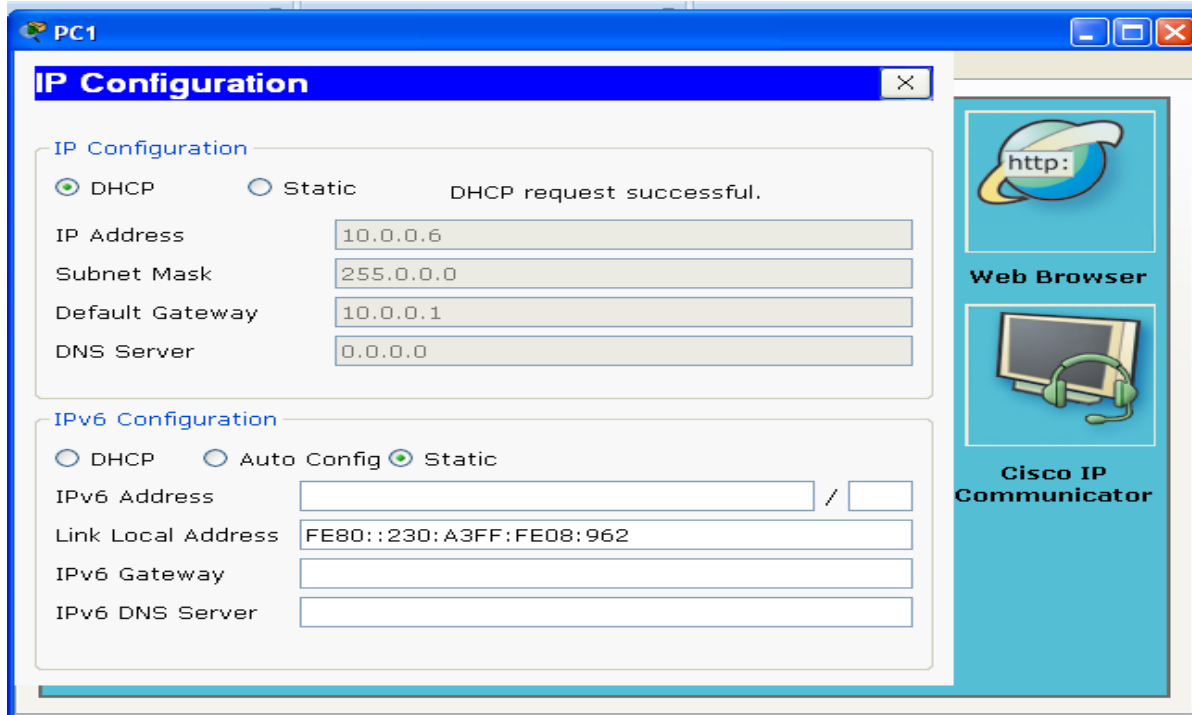 PC1
IP Configuration
X
IP Configuration
DHCP Static DHCP request successful.
IP Address 10.0.0.6
Subnet Mask 255.0.0.0
Default Gateway 10.0.0.1
DNS Server 0.0.0.0
IPv6 Configuration
DHCP Auto Config Static
IPv6 Address /
Link Local Address FE80::230:A3FF:FE08:962
IPv6 Gateway
IPv6 DNS Server
http:
Web Browser
Cisco IP
Communicator